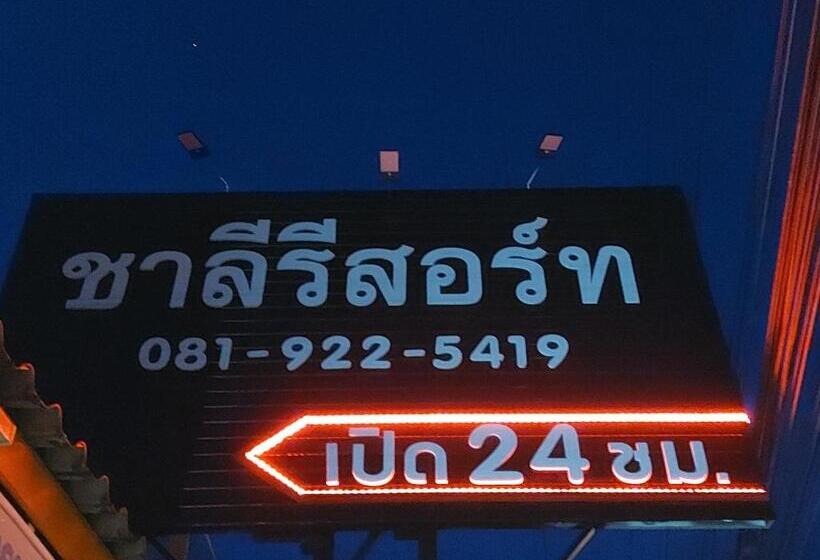 ชาลีรีสอร์ท
081-922-5419
เปิด 24 ชม.